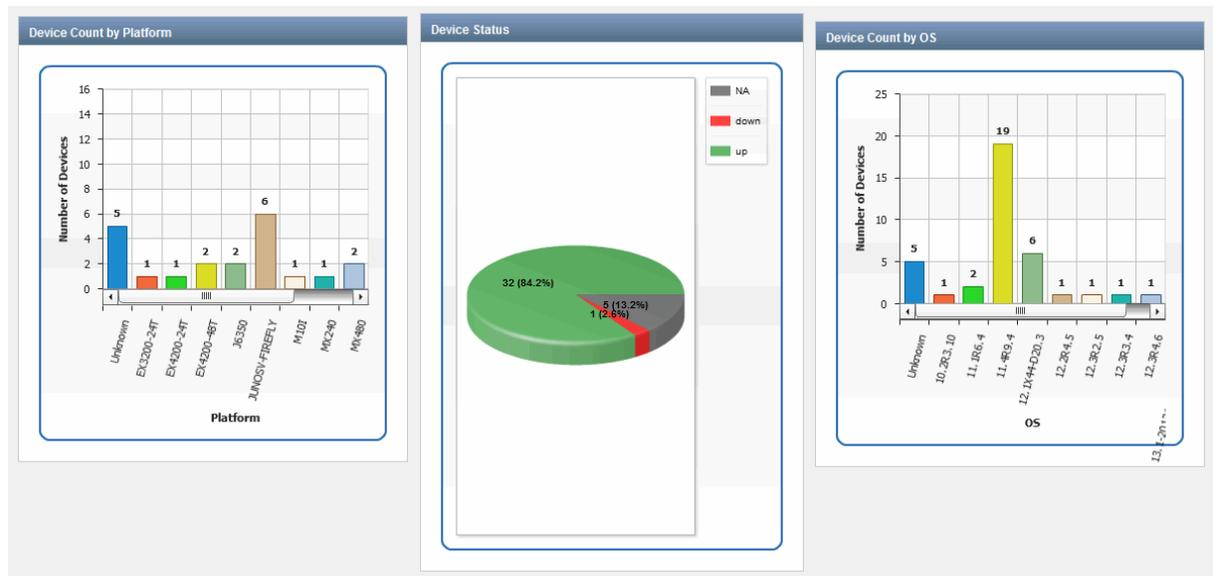 Device Count by Platform
Number of Devices
16
14
12
10
8
6
4
2
0
5
1
1
2
2
6
1
1
2
Unknown
EX3200-24T
EX4200-24T
EX4200-48T
J6350
JUNOSV-FIREFLY
M10I
MX240
MX480
Platform
Device Status
NA
down
up
32 (84.2%)
5 (13.2%)
1 (2.6%)
Device Count by OS
Number of Devices
25
20
15
10
5
0
5
1
2
19
6
1
1
1
1
Unknown
10.2R3.10
11.1R6.4
11.4R9.4
12.1X44-D20.3
12.2R4.5
12.3R2.5
12.3R3.4
12.3R4.6
OS